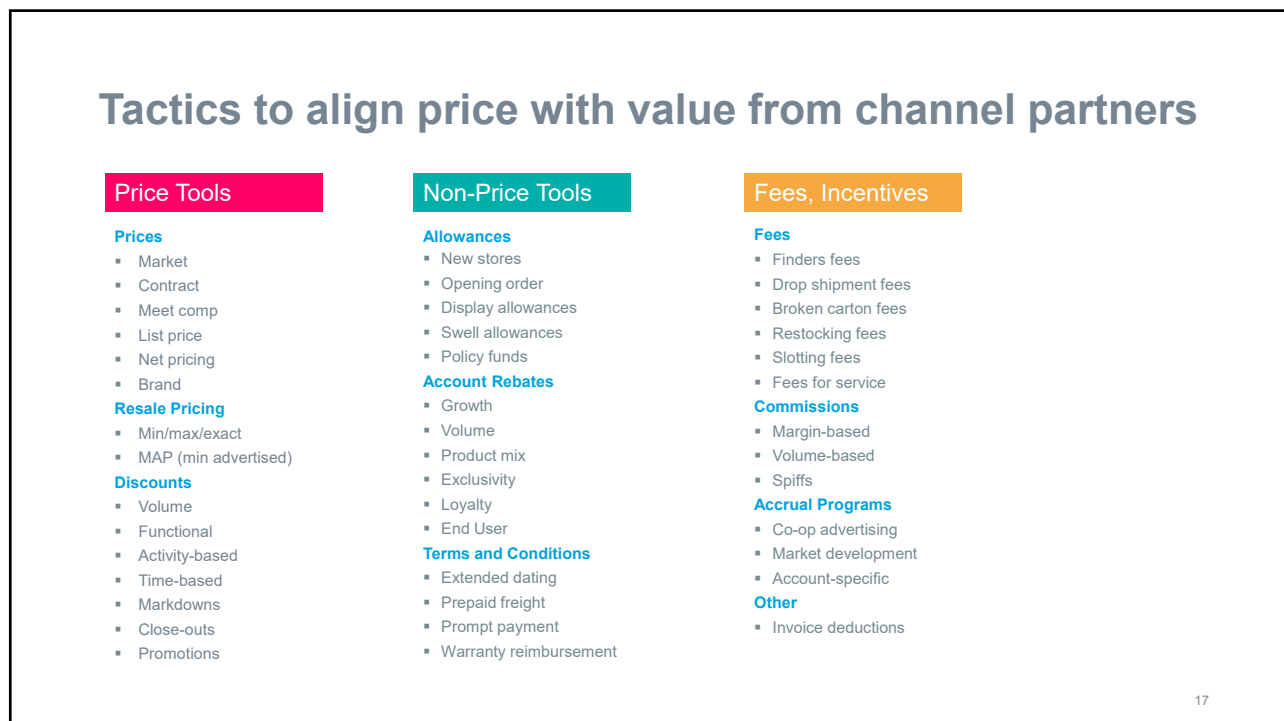 Tactics to align price with value from channel partners
Price Tools
Prices
▪ Market
▪ Contract
▪ Meet comp
▪ List price
▪ Net pricing
▪ Brand
Resale Pricing
▪ Min/max/exact
▪ MAP (min advertised)
Discounts
▪ Volume
▪ Functional
▪ Activity-based
▪ Time-based
▪ Markdowns
▪ Close-outs
▪ Promotions
Non-Price Tools
Allowances
▪ New stores
▪ Opening order
▪ Display allowances
▪ Swell allowances
▪ Policy funds
Account Rebates
▪ Growth
▪ Volume
▪ Product mix
▪ Exclusivity
▪ Loyalty
▪ End User
Terms and Conditions
▪ Extended dating
▪ Prepaid freight
▪ Prompt payment
▪ Warranty reimbursement
Fees, Incentives
Fees
▪ Finders fees
▪ Drop shipment fees
▪ Broken carton fees
▪ Restocking fees
▪ Slotting fees
▪ Fees for service
Commissions
▪ Margin-based
▪ Volume-based
▪ Spiffs
Accrual Programs
▪ Co-op advertising
▪ Market development
▪ Account-specific
Other
▪ Invoice deductions
17